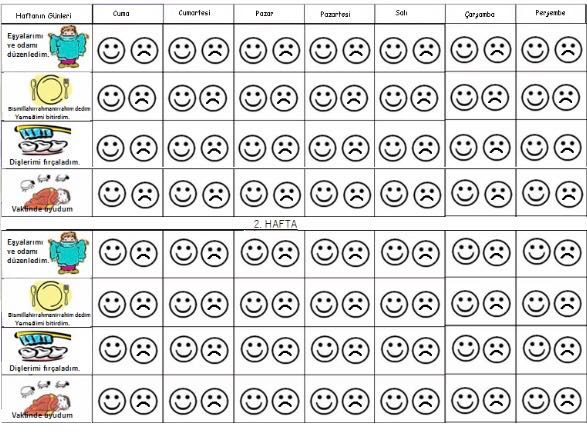 Haftanın Günleri Cuma Cumartesi Pazar Pazartesi Salı Çarşamba Perşembe
Eşyalarımı
ve odamı
düzenledim.
Bismillahirrahmanirrahim dedim
Yemeğimi bitirdim.
Dişlerimi fırçaladım.
Vaktinde uyudum
2. HAFTA
Eşyalarımı
ve odamı
düzenledim.
Bismillahirrahmanirrahim dedim
Yemeğimi bitirdim.
Dişlerimi fırçaladım.
Vaktinde uyudum